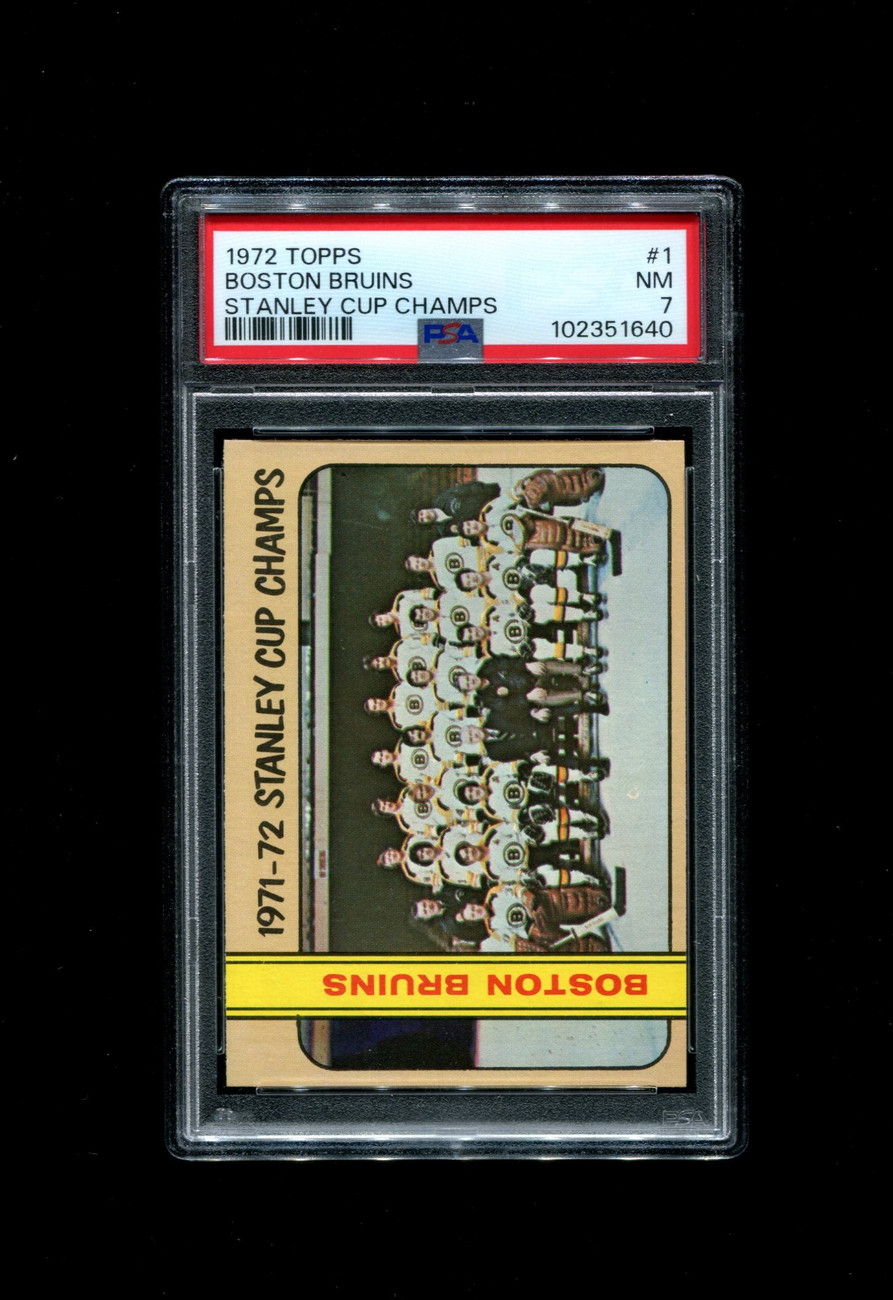 1972 TOPPS #1
BOSTON BRUINS NM
STANLEY CUP CHAMPS 7
PSA 102351640
1971-72 STANLEY CUP CHAMPS
BOSTON BRUINS
PSA